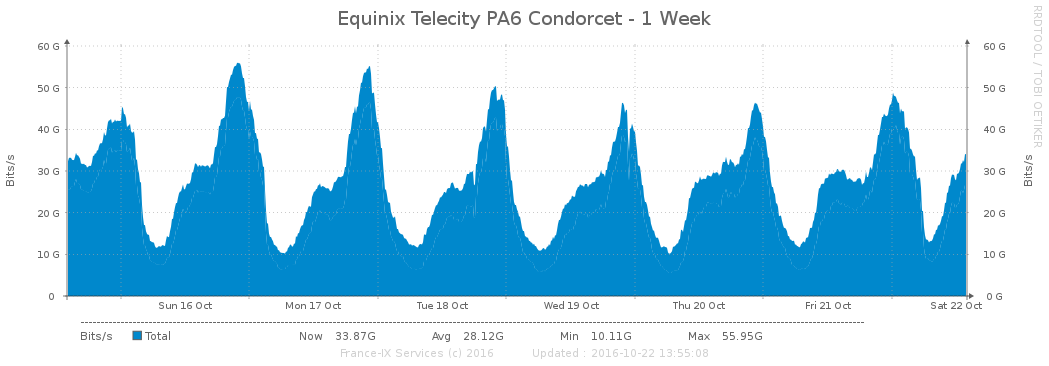 Equinix Telecity PA6 Condorcet - 1 Week
RRDTOOL / TOBI OETIKER
Bits/s
60 G
50 G
40 G
30 G
20 G
10 G
0
60 G
50 G
40 G
30 G
20 G
10 G
0 G
Bits/s
Sun 16 Oct Mon 17 Oct Tue 18 Oct Wed 19 Oct Thu 20 Oct Fri 21 Oct Sat 22 Oct
Bits/s Total Now 33.87G Avg 28.12G Min 10.11G Max 55.95G
France-IX Services (c) 2016 Updated : 2016-10-22 13:55:08